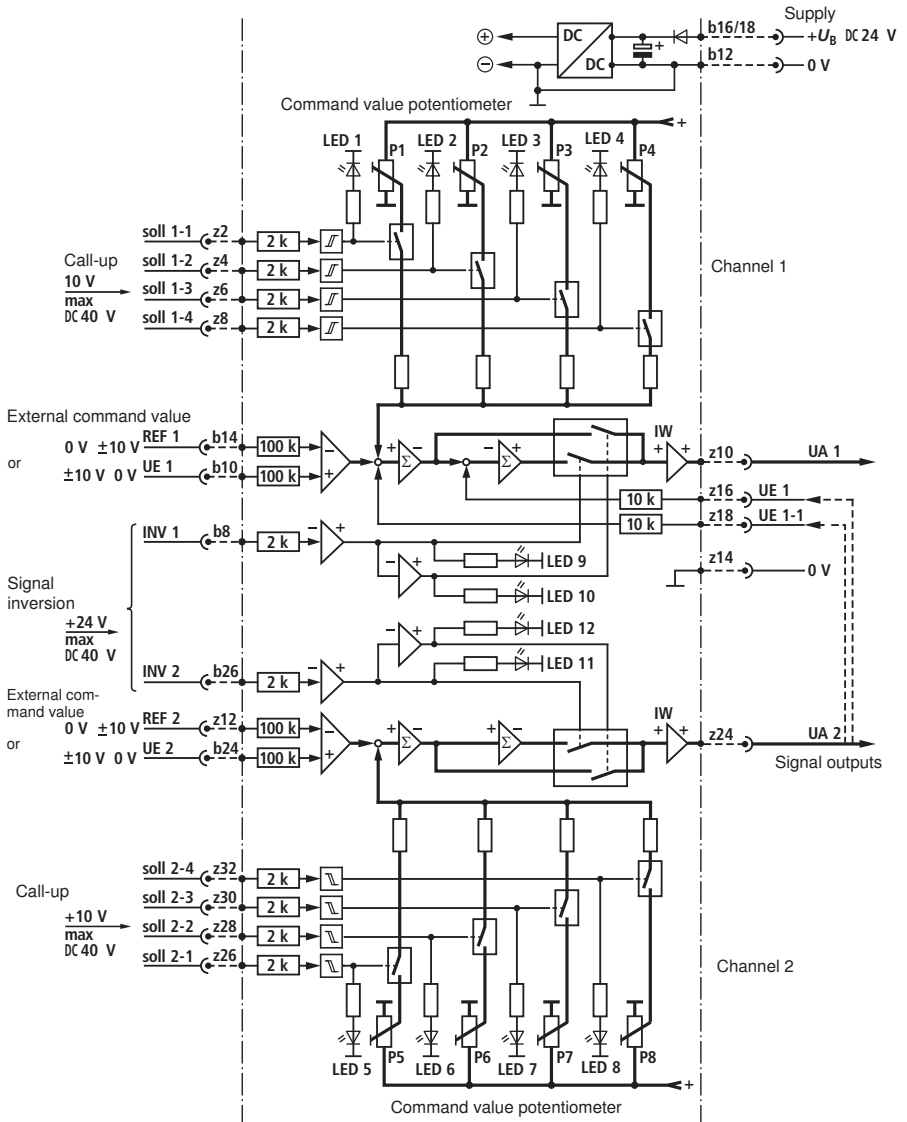 Supply
b16/18
+UB DC 24 V
b12
0 V
DC
DC
+
+
−
Command value potentiometer
+
LED 1 P1 LED 2 P2 LED 3 P3 LED 4 P4
Call-up
10 V
max
DC 40 V
soll 1-1 z2 2 k
soll 1-2 z4 2 k
soll 1-3 z6 2 k
soll 1-4 z8 2 k
Channel 1
External command value
0 V ±10 V REF 1 b14 100 k
or
±10 V 0 V UE 1 b10 100 k
− + + Σ − − Σ + IW + +
z10 UA 1
10 k z16 UE 1
10 k z18 UE 1-1
z14 0 V
Signal
inversion
+24 V
max
DC 40 V
INV 1 b8 2 k − +
LED 9
− +
LED 10
LED 12
− +
LED 11
INV 2 b26 2 k − +
External com-
mand value
0 V ±10 V REF 2 z12 100 k
or
±10 V 0 V UE 2 b24 100 k
− + + Σ − − Σ + IW + +
z24 UA 2
Signal outputs
Call-up
+10 V
max
DC 40 V
soll 2-4 z32 2 k
soll 2-3 z30 2 k
soll 2-2 z28 2 k
soll 2-1 z26 2 k
Channel 2
LED 5 P5 LED 6 P6 LED 7 P7 LED 8 P8
+
Command value potentiometer